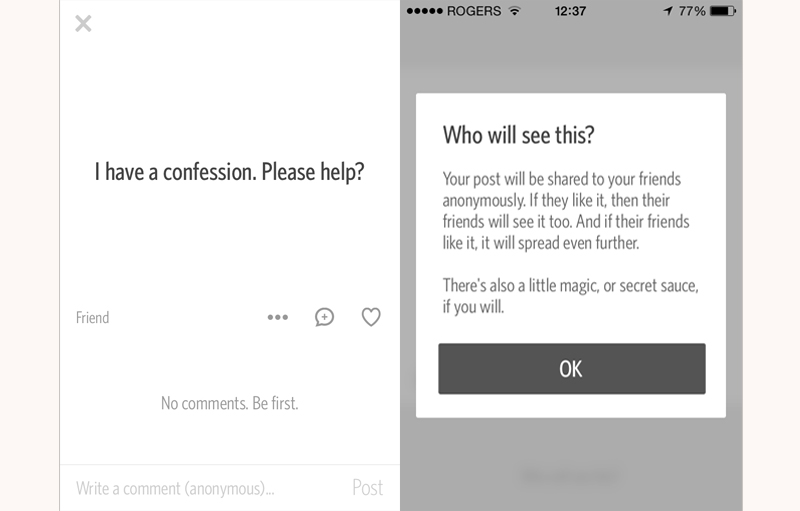 I have a confession. Please help?
Friend
No comments. Be first.
Write a comment (anonymous)...
Post
ROGERS
12:37
77%
Who will see this?
Your post will be shared to your friends
anonymously. If they like it, then their
friends will see it too. And if their friends
like it, it will spread even further.
There's also a little magic, or secret sauce,
if you will.
OK